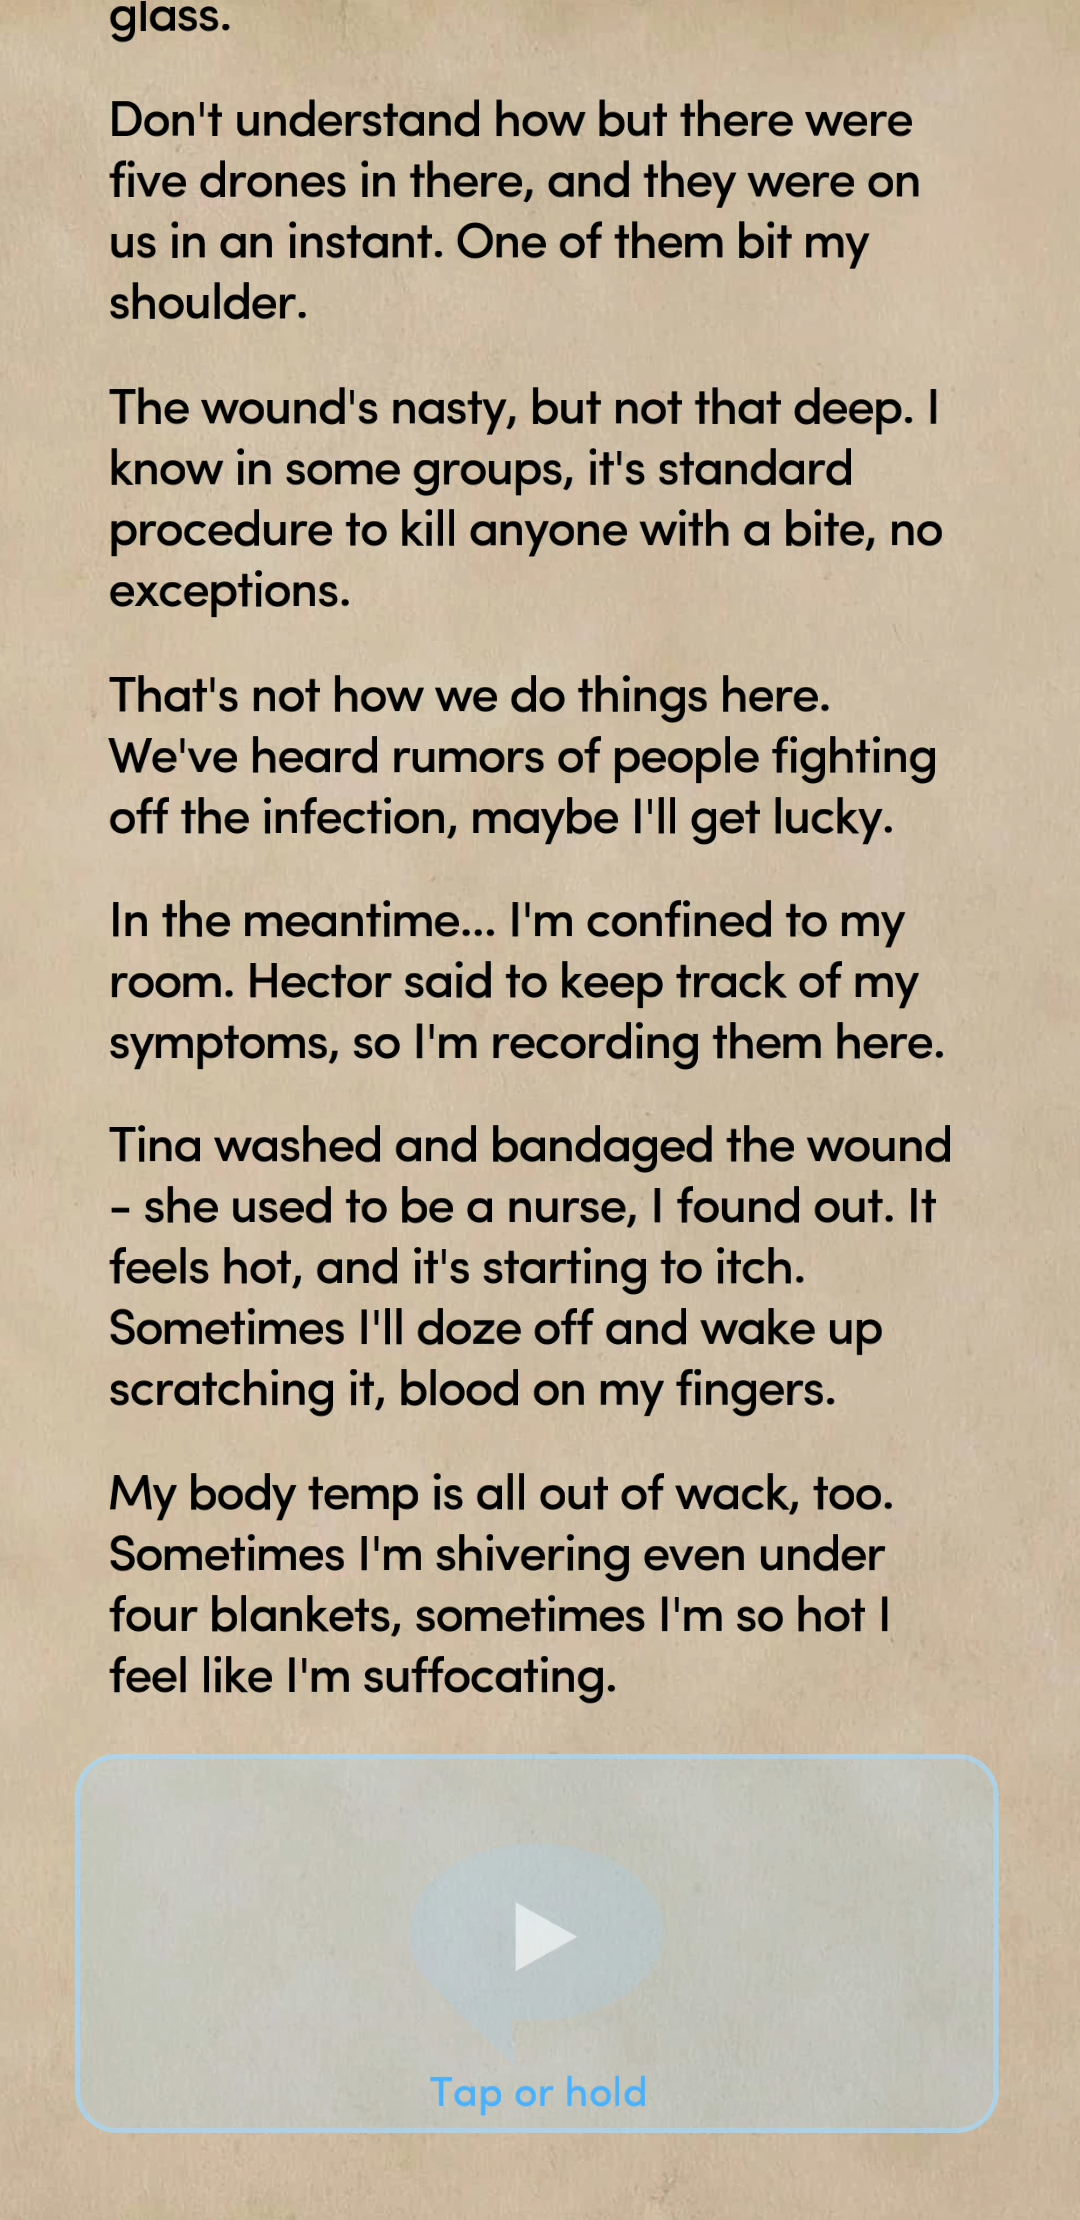 glass.
Don't understand how but there were
five drones in there, and they were on
us in an instant. One of them bit my
shoulder.
The wound's nasty, but not that deep. I
know in some groups, it's standard
procedure to kill anyone with a bite, no
exceptions.
That's not how we do things here.
We've heard rumors of people fighting
off the infection, maybe I'll get lucky.
In the meantime... I'm confined to my
room. Hector said to keep track of my
symptoms, so I'm recording them here.
Tina washed and bandaged the wound
- she used to be a nurse, I found out. It
feels hot, and it's starting to itch.
Sometimes I'll doze off and wake up
scratching it, blood on my fingers.
My body temp is all out of wack, too.
Sometimes I'm shivering even under
four blankets, sometimes I'm so hot I
feel like I'm suffocating.
Tap or hold